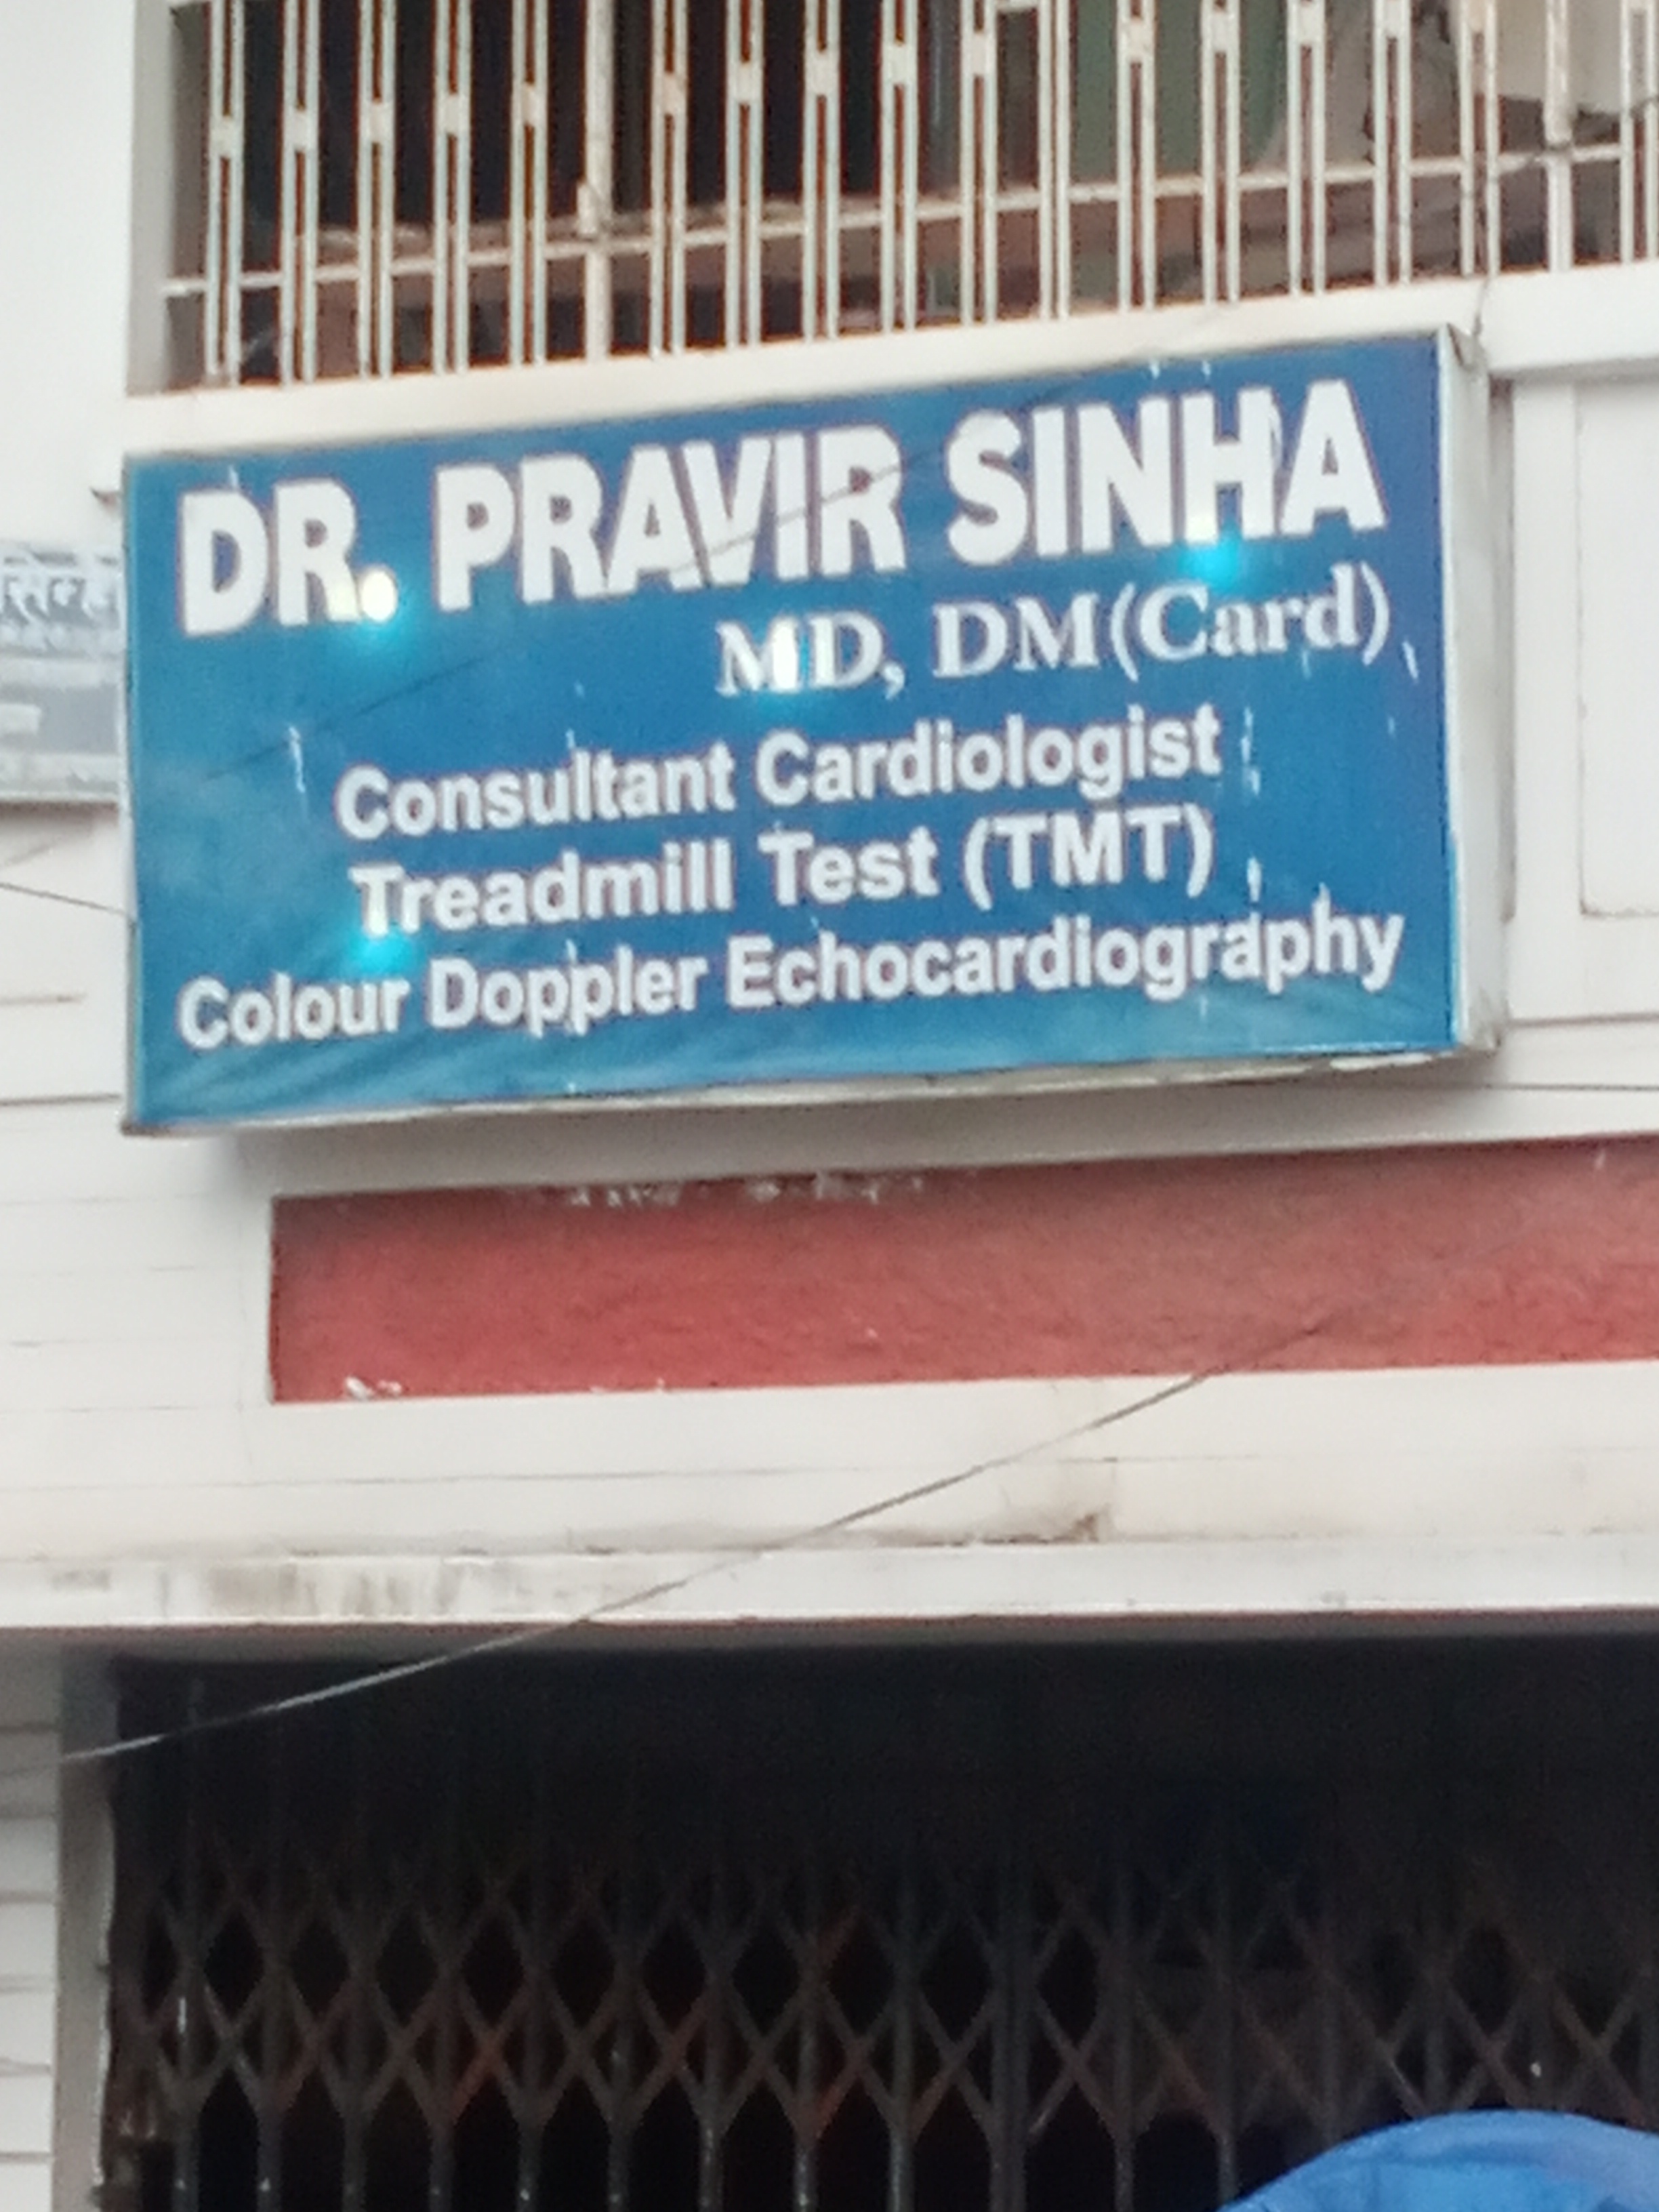 DR. PRAVIR SINHA
MD, DM(Card)
Consultant Cardiologist
Treadmill Test (TMT)
Colour Doppler Echocardiography